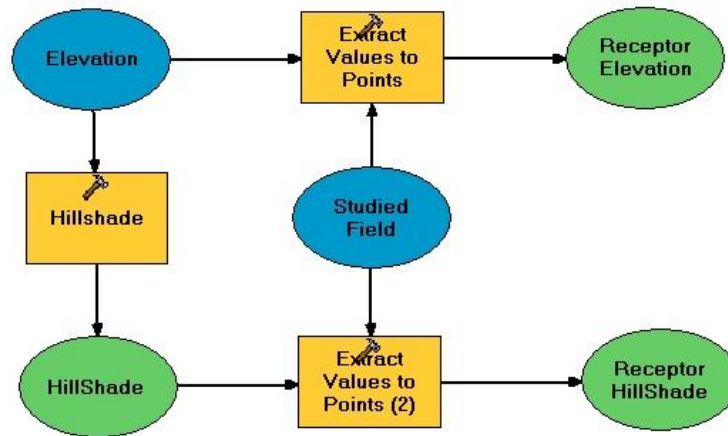 Elevation
Extract
Values to
Points
Receptor
Elevation
Hillshade
Studied
Field
HillShade
Extract
Values to
Points (2)
Receptor
HillShade